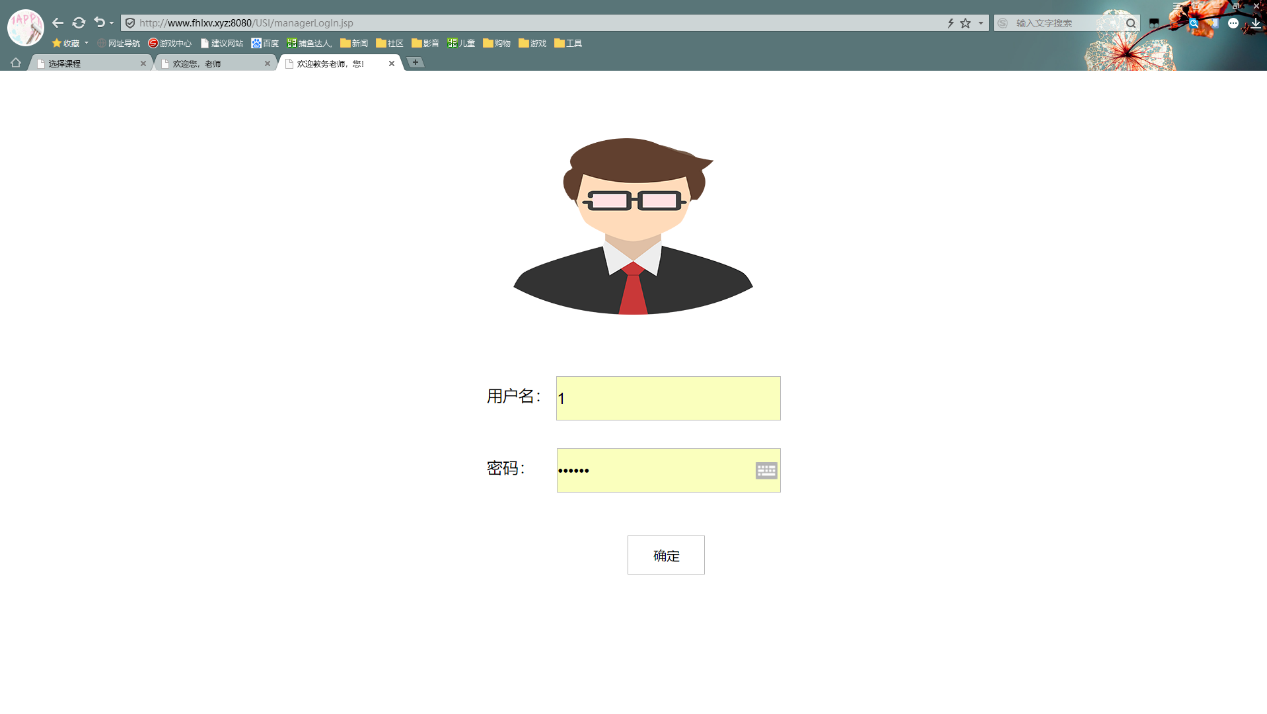 http://www.fhlxv.xyz:8080/USI/managerLogin.jsp
输入文字搜索
收藏 网址导航 游戏中心 建议网站 百度 捕鱼达人 新闻 社区 影音 儿童 购物 游戏 工具
选择课程 欢迎您，老师 欢迎教务老师，您!
用户名：
1
密码：
••••••
确定